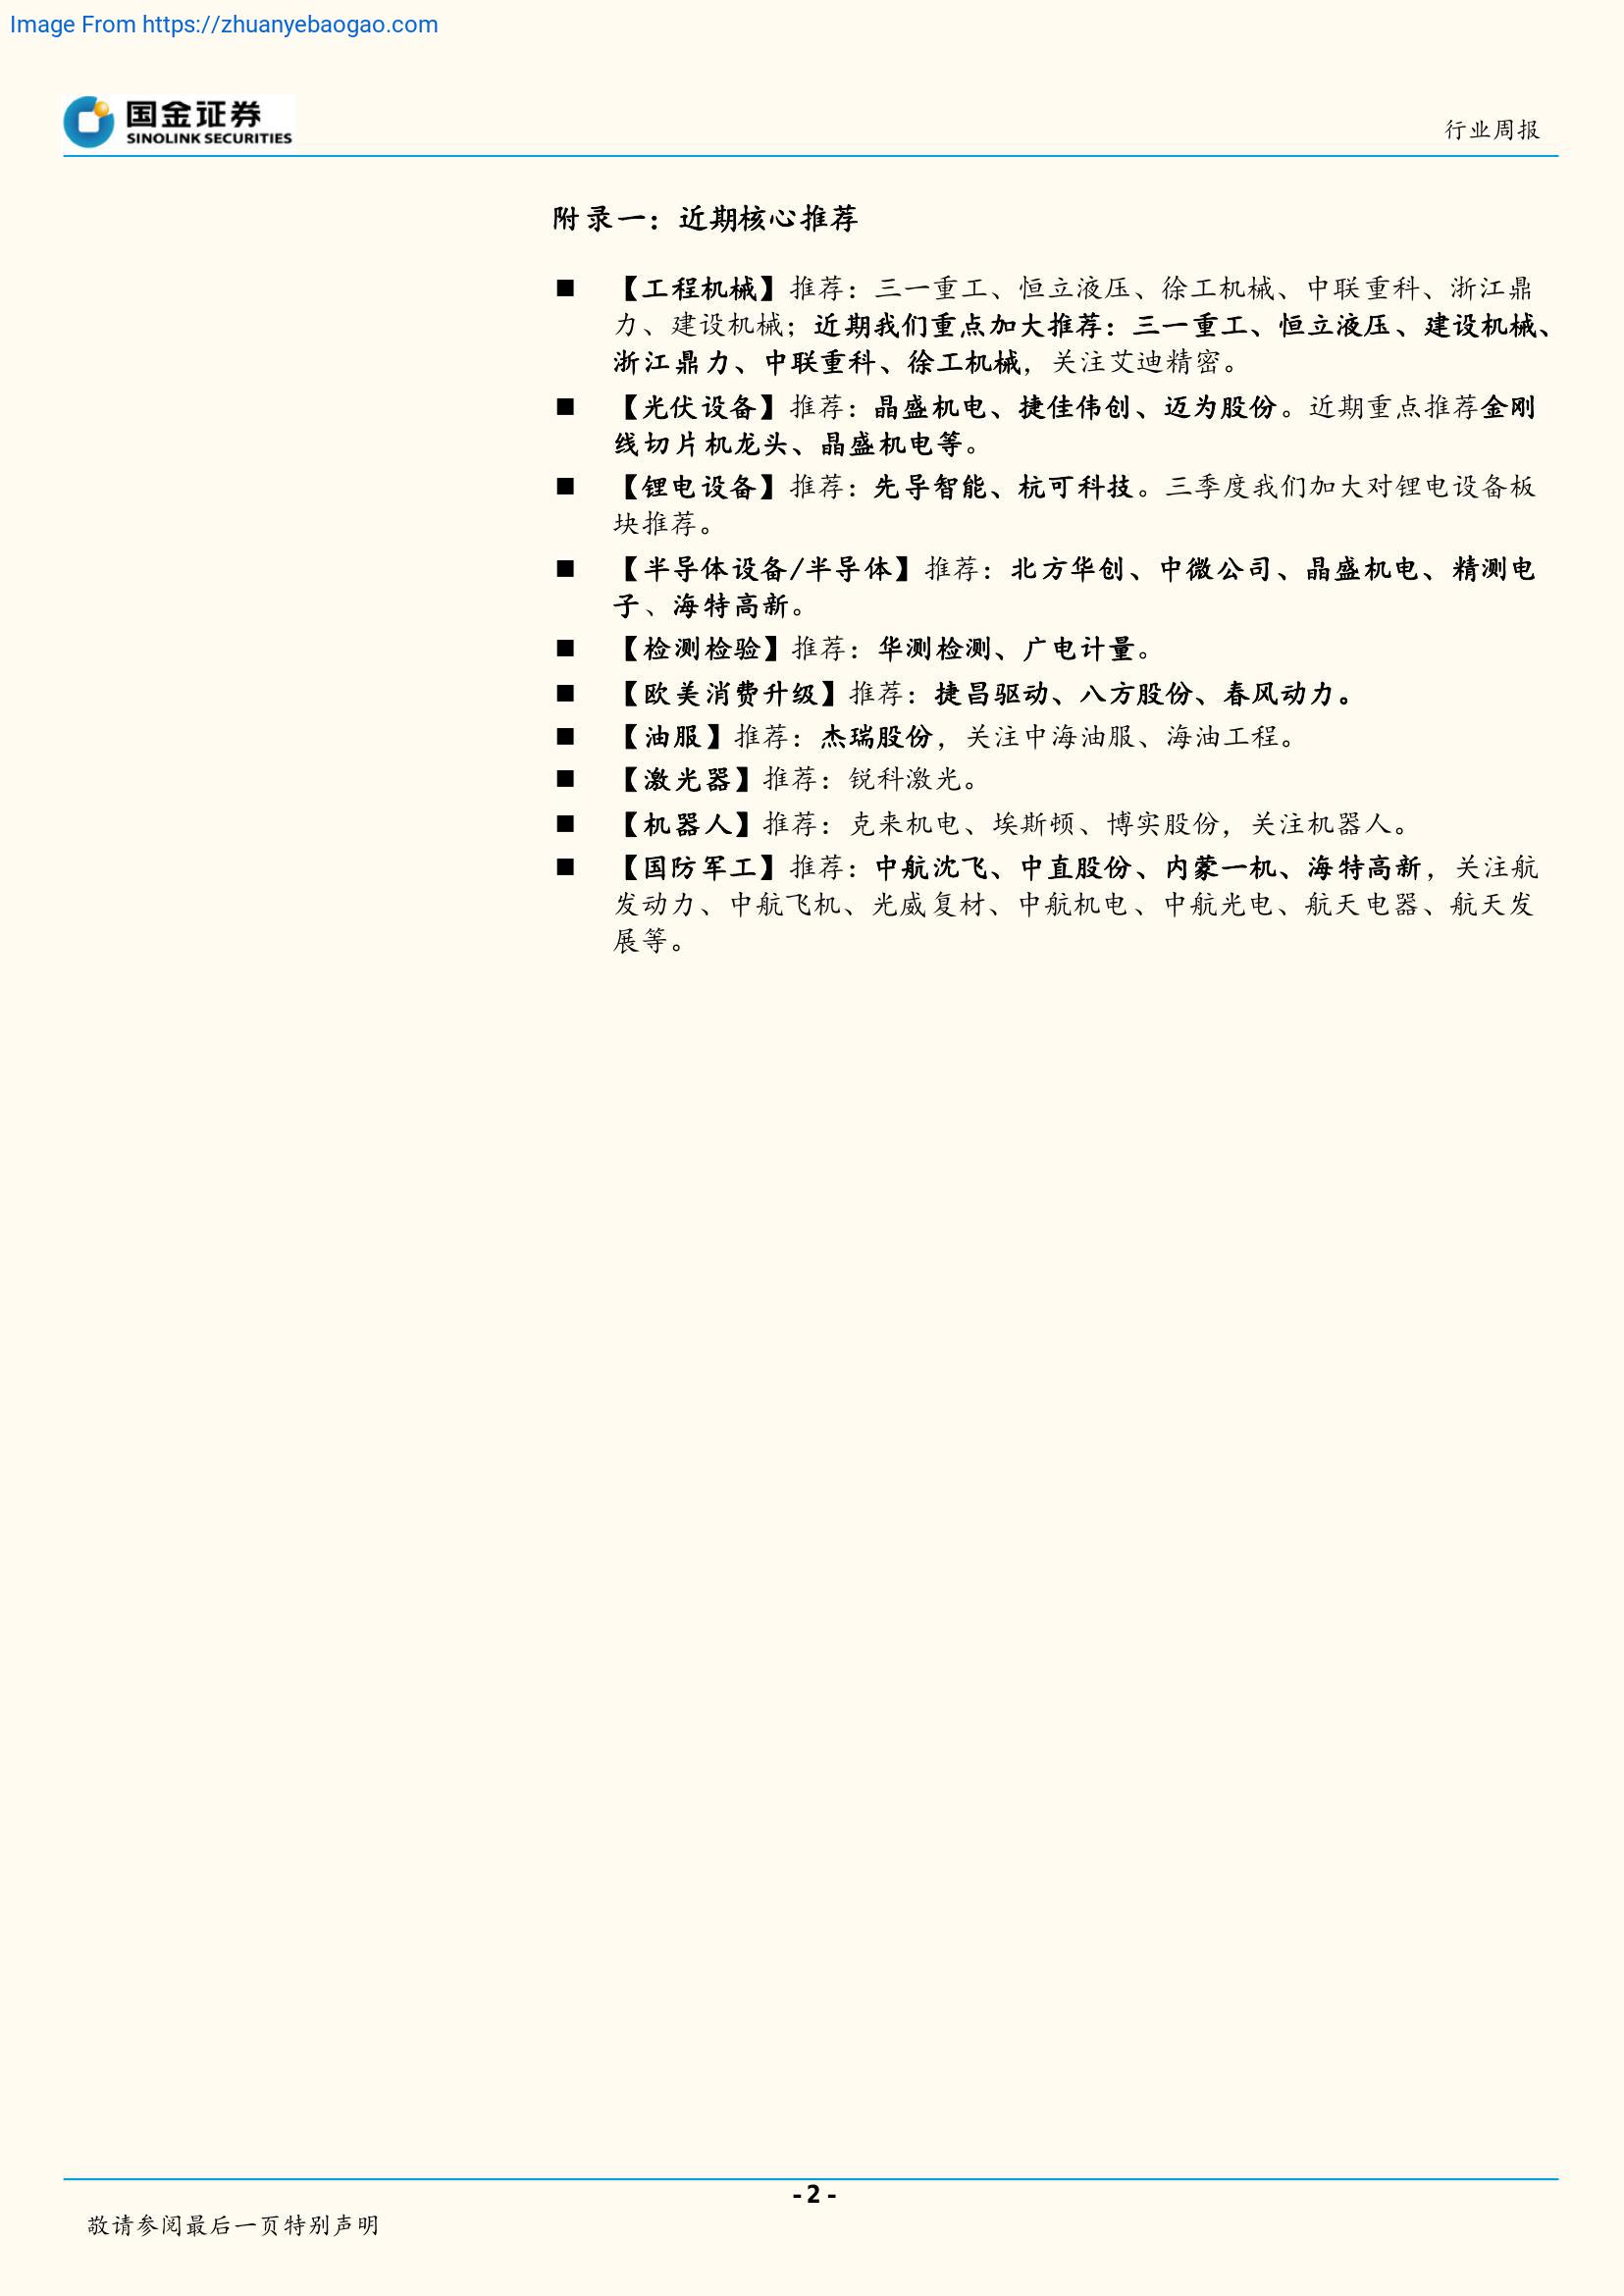 Image From https://zhuanyebaogao.com
国金证券
SINOLINK SECURITIES
行业周报
附录一：近期核心推荐
■ 【工程机械】推荐：三一重工、恒立液压、徐工机械、中联重科、浙江鼎
力、建设机械；近期我们重点加大推荐：三一重工、恒立液压、建设机械、
浙江鼎力、中联重科、徐工机械，关注艾迪精密。
■ 【光伏设备】推荐：晶盛机电、捷佳伟创、迈为股份。近期重点推荐金刚
线切片机龙头、晶盛机电等。
■ 【锂电设备】推荐：先导智能、杭可科技。三季度我们加大对锂电设备板
块推荐。
■ 【半导体设备/半导体】推荐：北方华创、中微公司、晶盛机电、精测电
子、海特高新。
■ 【检测检验】推荐：华测检测、广电计量。
■ 【欧美消费升级】推荐：捷昌驱动、八方股份、春风动力。
■ 【油服】推荐：杰瑞股份，关注中海油服、海油工程。
■ 【激光器】推荐：锐科激光。
■ 【机器人】推荐：克来机电、埃斯顿、博实股份，关注机器人。
■ 【国防军工】推荐：中航沈飞、中直股份、内蒙一机、海特高新，关注航
发动力、中航飞机、光威复材、中航机电、中航光电、航天电器、航天发
展等。
- 2 -
敬请参阅最后一页特别声明